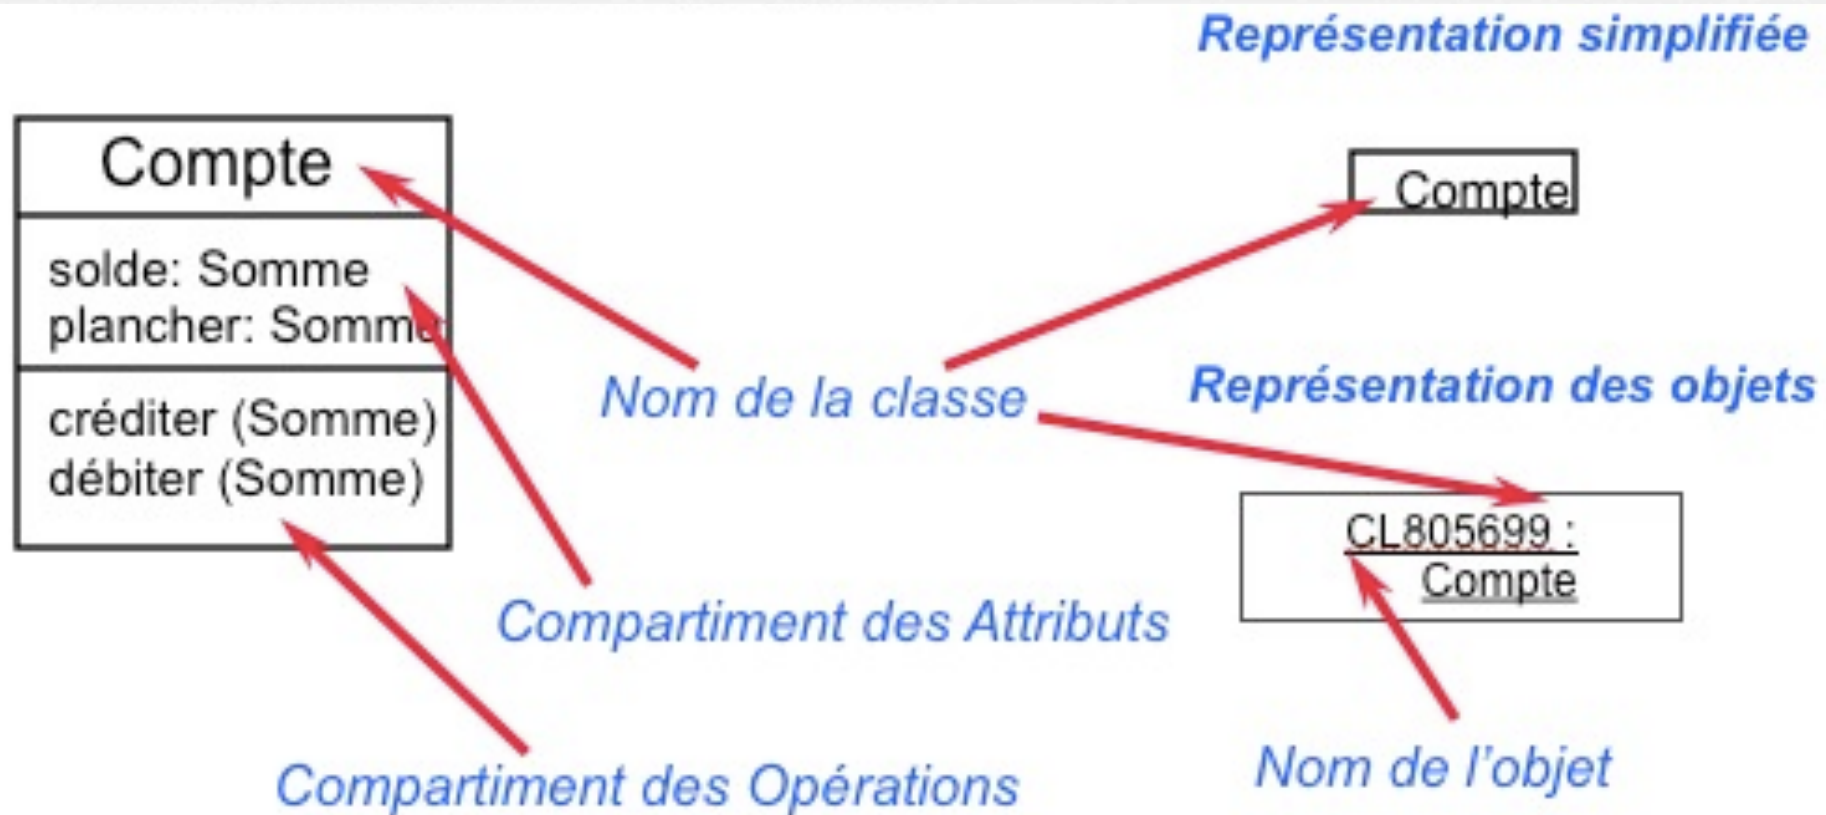 Représentation simplifiée
Compte
solde: Somme
plancher: Somme
créditer (Somme)
débiter (Somme)
Compte
Nom de la classe
Représentation des objets
CL805699 :
Compte
Compartiment des Attributs
Nom de l'objet
Compartiment des Opérations